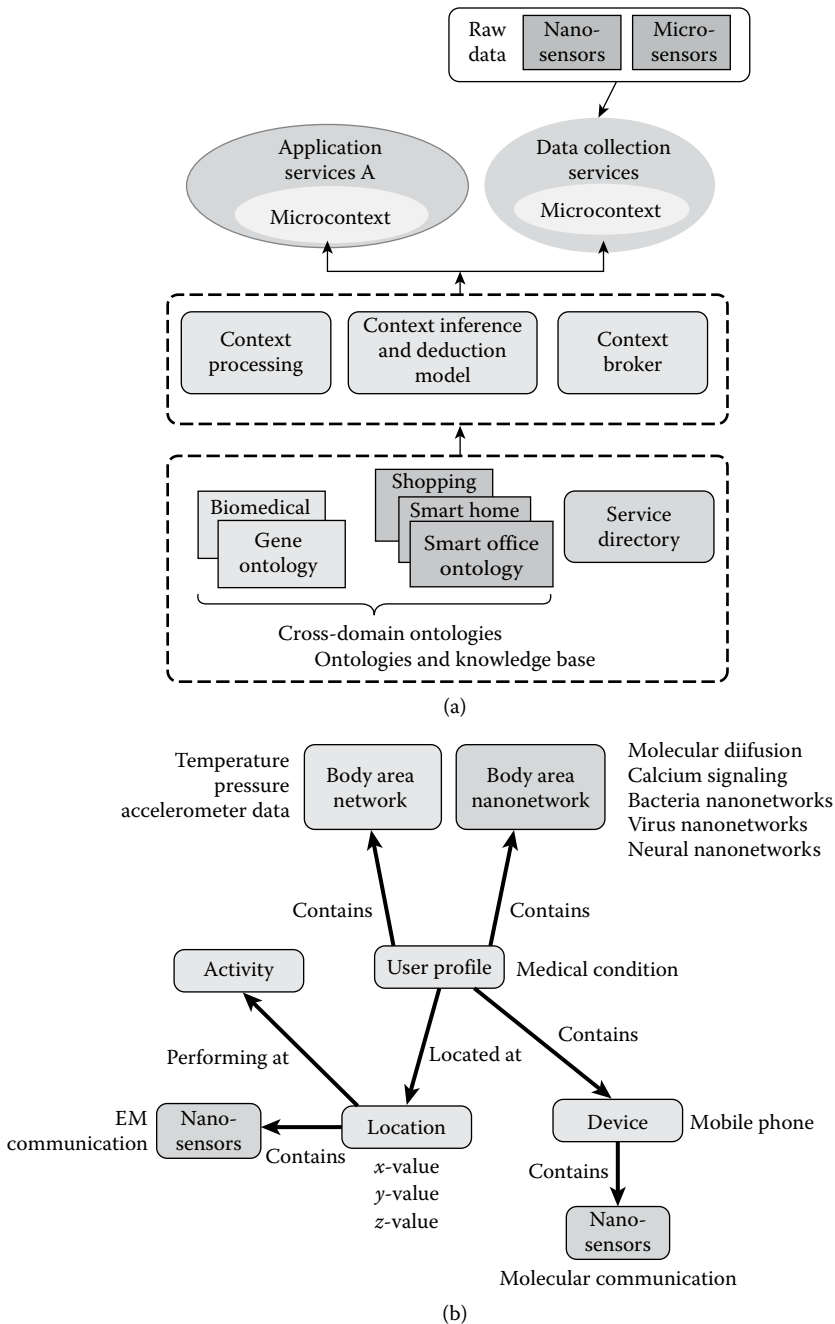 Raw
data
Nano-
sensors
Micro-
sensors
Application
services A
Microcontext
Data collection
services
Microcontext
Context
processing
Context inference
and deduction
model
Context
broker
Biomedical
Gene
ontology
Shopping
Smart home
Smart office
ontology
Service
directory
Cross-domain ontologies
Ontologies and knowledge base
(a)
Temperature
pressure
accelerometer data
Body area
network
Body area
nanonetwork
Molecular diifusion
Calcium signaling
Bacteria nanonetworks
Virus nanonetworks
Neural nanonetworks
Contains
Contains
Activity
User profile
Medical condition
Performing at
Located at
Contains
EM
communication
Nano-
sensors
Contains
Location
x-value
y-value
z-value
Device
Mobile phone
Contains
Nano-
sensors
Molecular communication
(b)